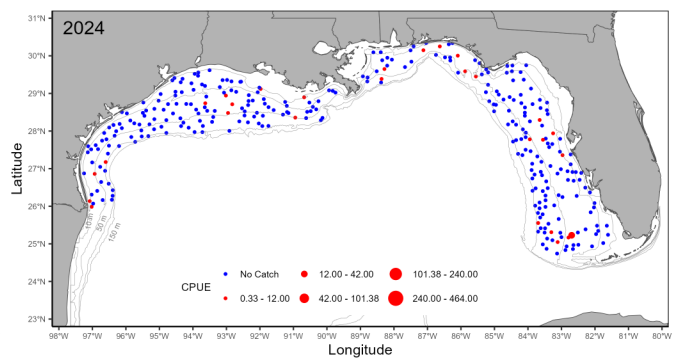 2024
31°N
30°N
29°N
28°N
27°N
26°N
25°N
24°N
23°N
Latitude
10 m
50 m
150 m
CPUE
No Catch
12.00 - 42.00
101.38 - 240.00
0.33 - 12.00
42.00 - 101.38
240.00 - 464.00
98°W 97°W 96°W 95°W 94°W 93°W 92°W 91°W 90°W 89°W 88°W 87°W 86°W 85°W 84°W 83°W 82°W 81°W 80°W
Longitude